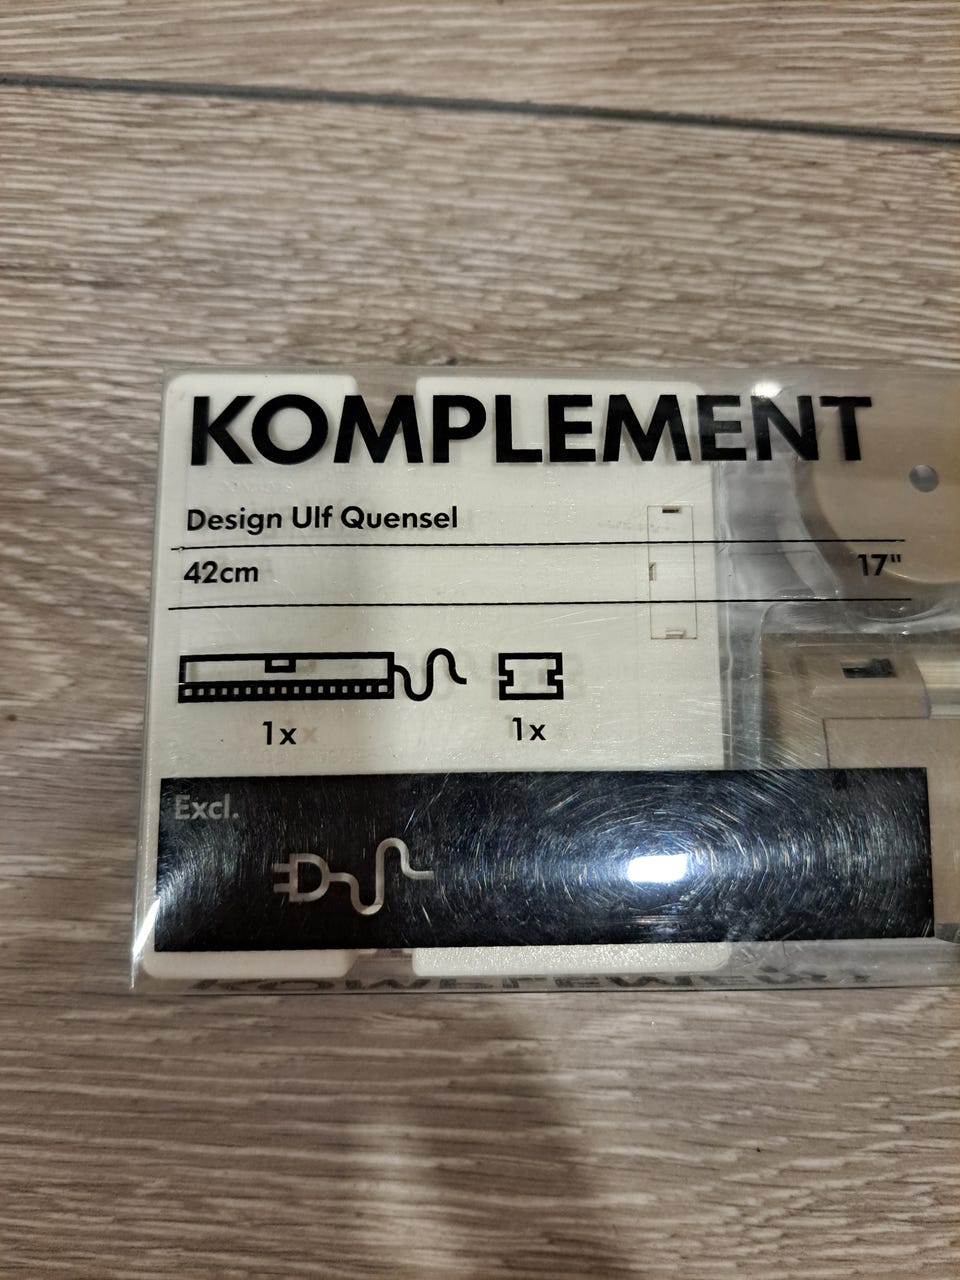 KOMPLEMENT
Design Ulf Quensel
42cm 17"
1x 1x
Excl.